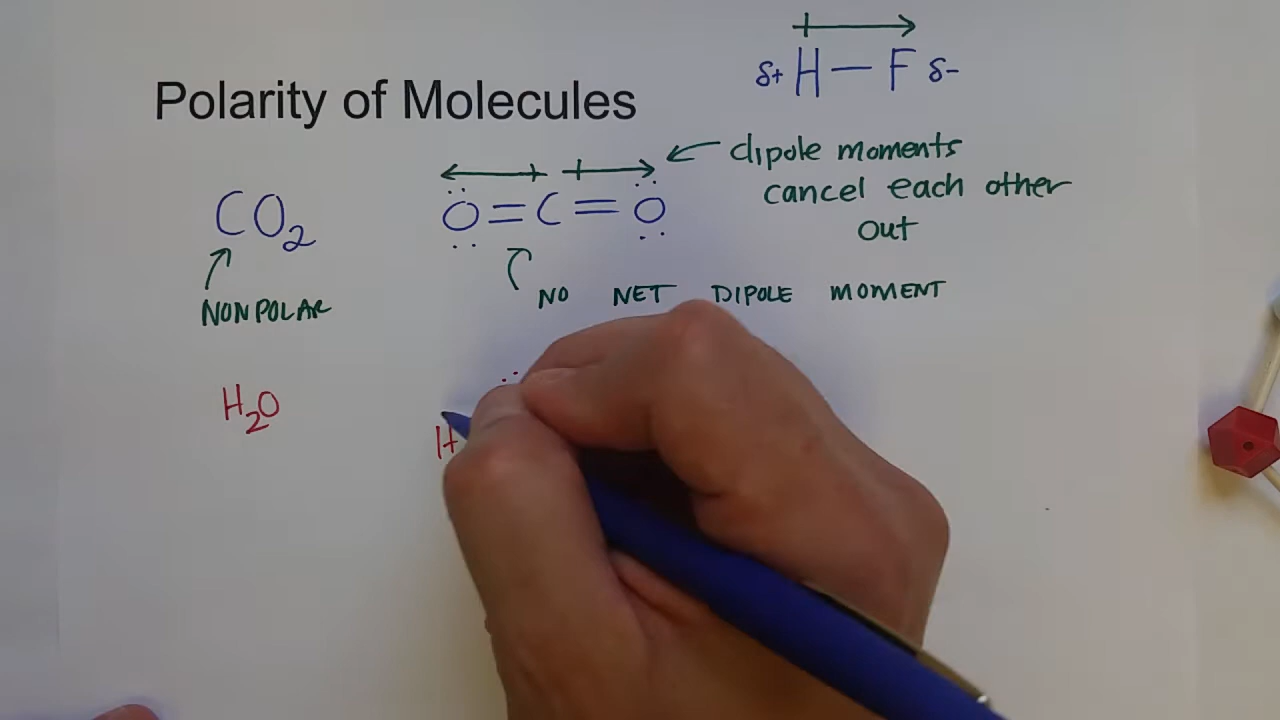 δ+ H — F δ-
Polarity of Molecules
dipole moments
cancel each other
out
CO2
O=C=O
NONPOLAR
NO NET DIPOLE MOMENT
H2O
H